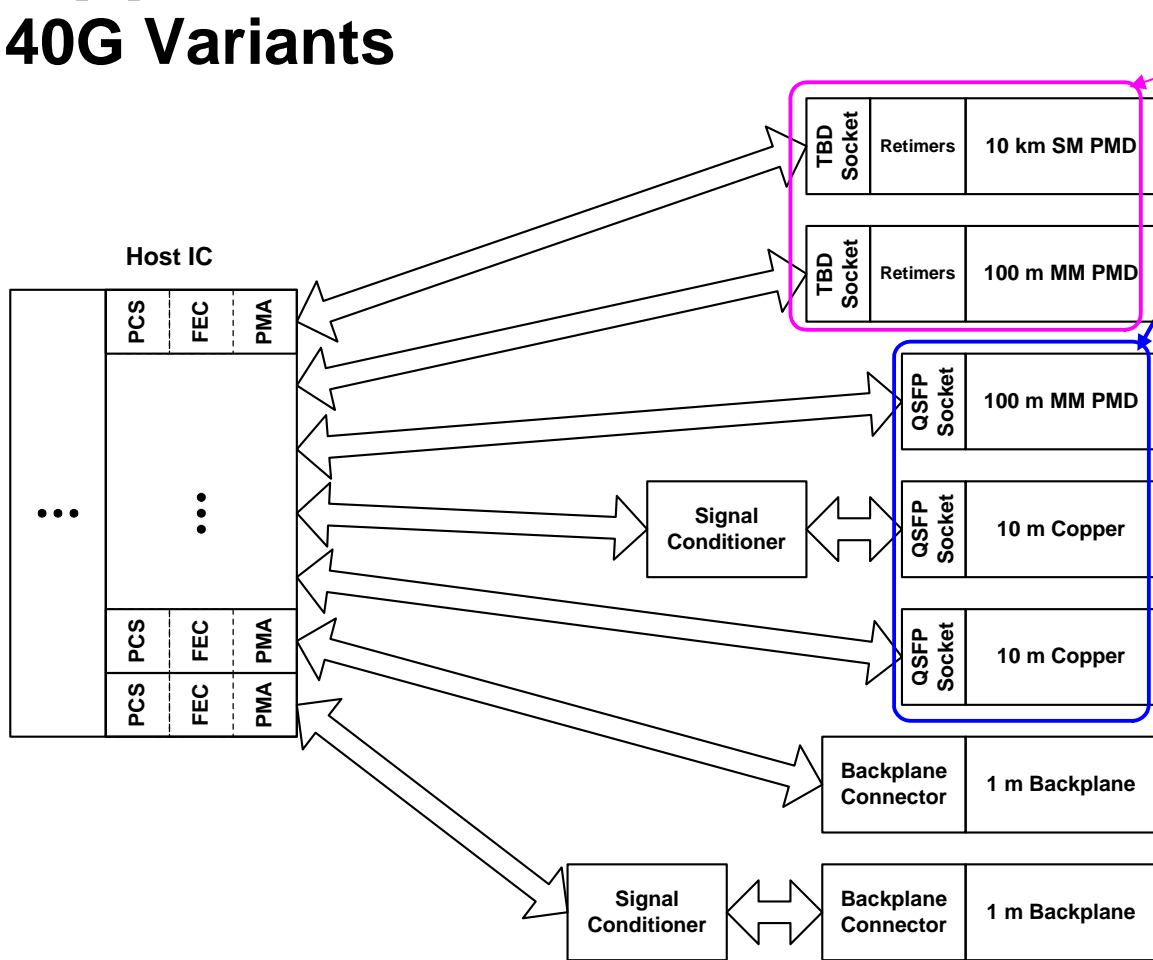 40G Variants
TBD
Socket
Retimers
10 km SM PMD
Host IC
TBD
Socket
Retimers
100 m MM PMD
PCS
FEC
PMA
QSFP
Socket
100 m MM PMD
Signal
Conditioner
QSFP
Socket
10 m Copper
PCS
FEC
PMA
QSFP
Socket
10 m Copper
PCS
FEC
PMA
Backplane
Connector
1 m Backplane
Signal
Conditioner
Backplane
Connector
1 m Backplane